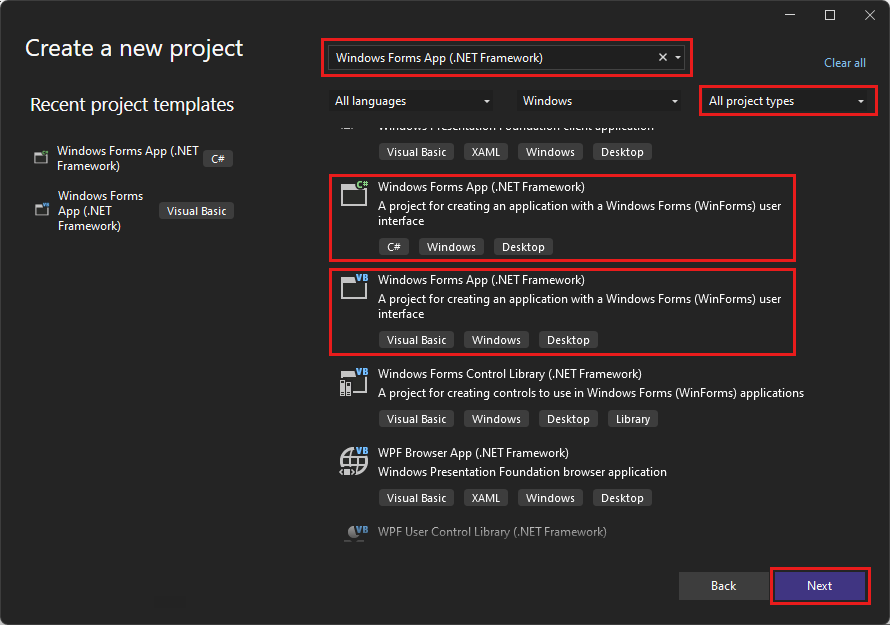 Create a new project
Windows Forms App (.NET Framework)
Clear all
All languages
Windows
All project types
Recent project templates
Windows Forms App (.NET
Framework)
C#
Windows Forms
App (.NET
Framework)
Visual Basic
Windows Presentation Foundation client application
Visual Basic
XAML
Windows
Desktop
C#
Windows Forms App (.NET Framework)
A project for creating an application with a Windows Forms (WinForms) user
interface
C#
Windows
Desktop
VB
Windows Forms App (.NET Framework)
A project for creating an application with a Windows Forms (WinForms) user
interface
Visual Basic
Windows
Desktop
VB
Windows Forms Control Library (.NET Framework)
A project for creating controls to use in Windows Forms (WinForms) applications
Visual Basic
Windows
Desktop
Library
VB
WPF Browser App (.NET Framework)
Windows Presentation Foundation browser application
Visual Basic
XAML
Windows
Desktop
VB
WPF User Control Library (.NET Framework)
Back
Next